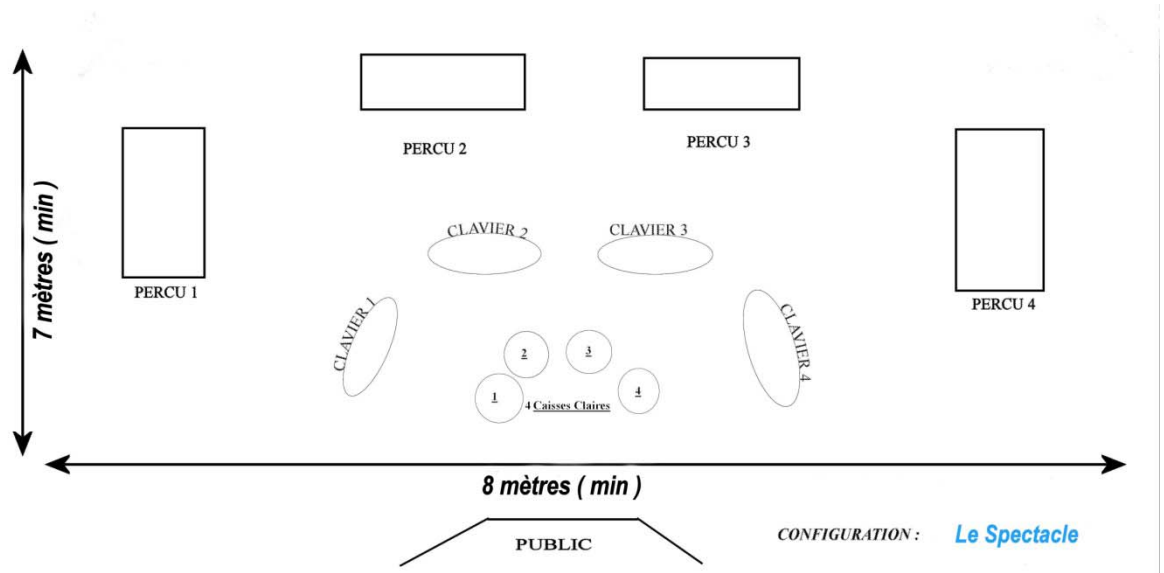 PERCU 2
PERCU 3
PERCU 1
PERCU 4
7 mètres ( min )
CLAVIER 2
CLAVIER 3
CLAVIER 1
CLAVIER 4
2
3
1
4
4 Caisses Claires
8 mètres ( min )
PUBLIC
CONFIGURATION : Le Spectacle